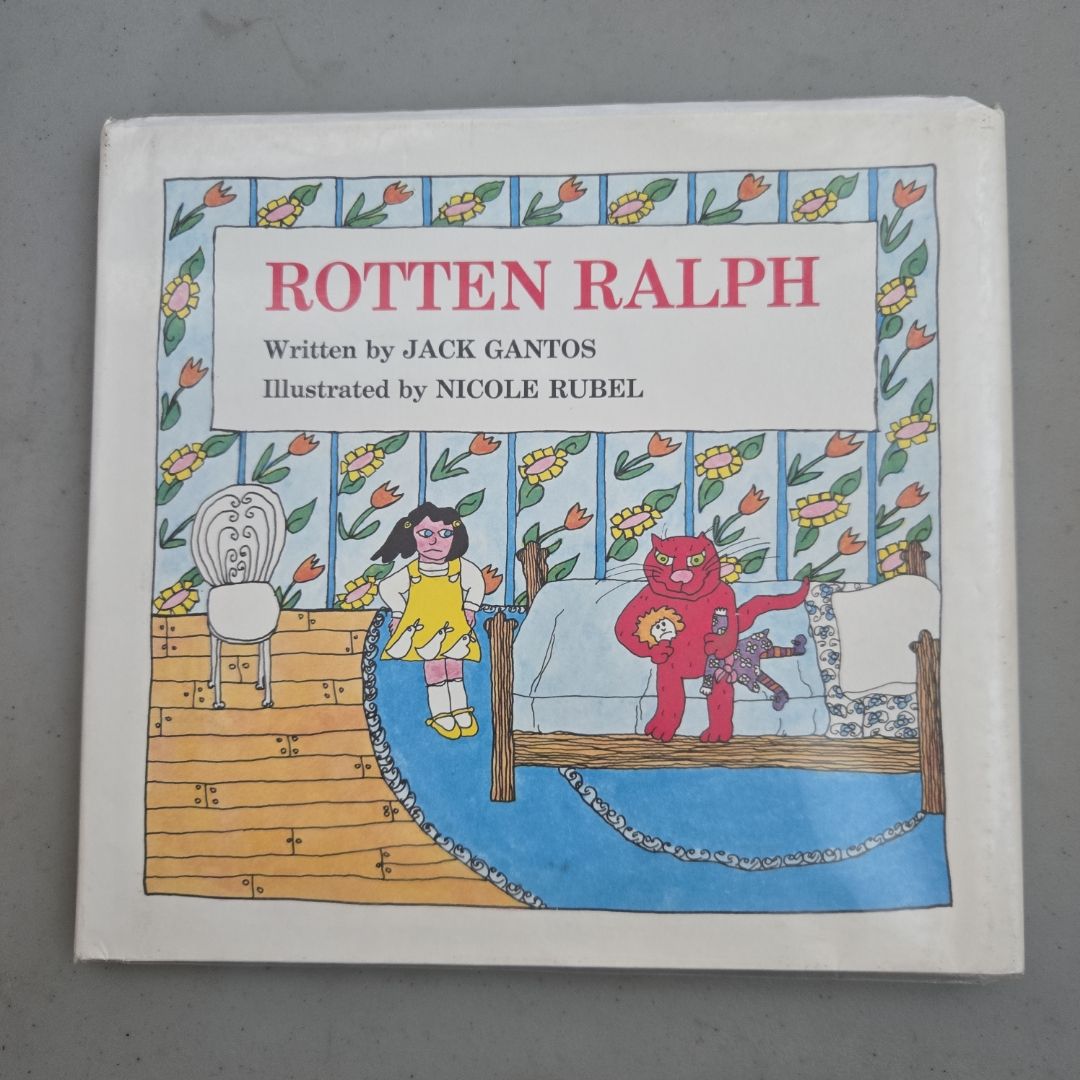 ROTTEN RALPH
Written by JACK GANTOS
Illustrated by NICOLE RUBEL